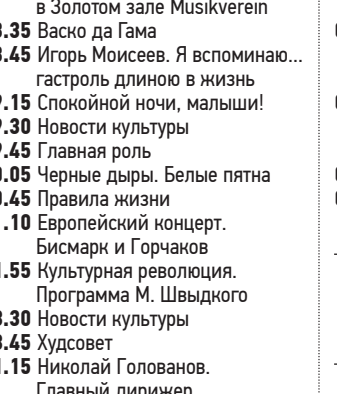 в Золотом зале Musikverein
.35 Васко да Гама
.45 Игорь Моисеев. Я вспоминаю...
гастроль длиною в жизнь
.15 Спокойной ночи, малыши!
.30 Новости культуры
.45 Главная роль
.05 Черные дыры. Белые пятна
.45 Правила жизни
.10 Европейский концерт.
Бисмарк и Горчаков
.55 Культурная революция.
Программа М. Швыдкого
.30 Новости культуры
.45 Худсовет
.15 Николай Голованов.
Главный дирижер